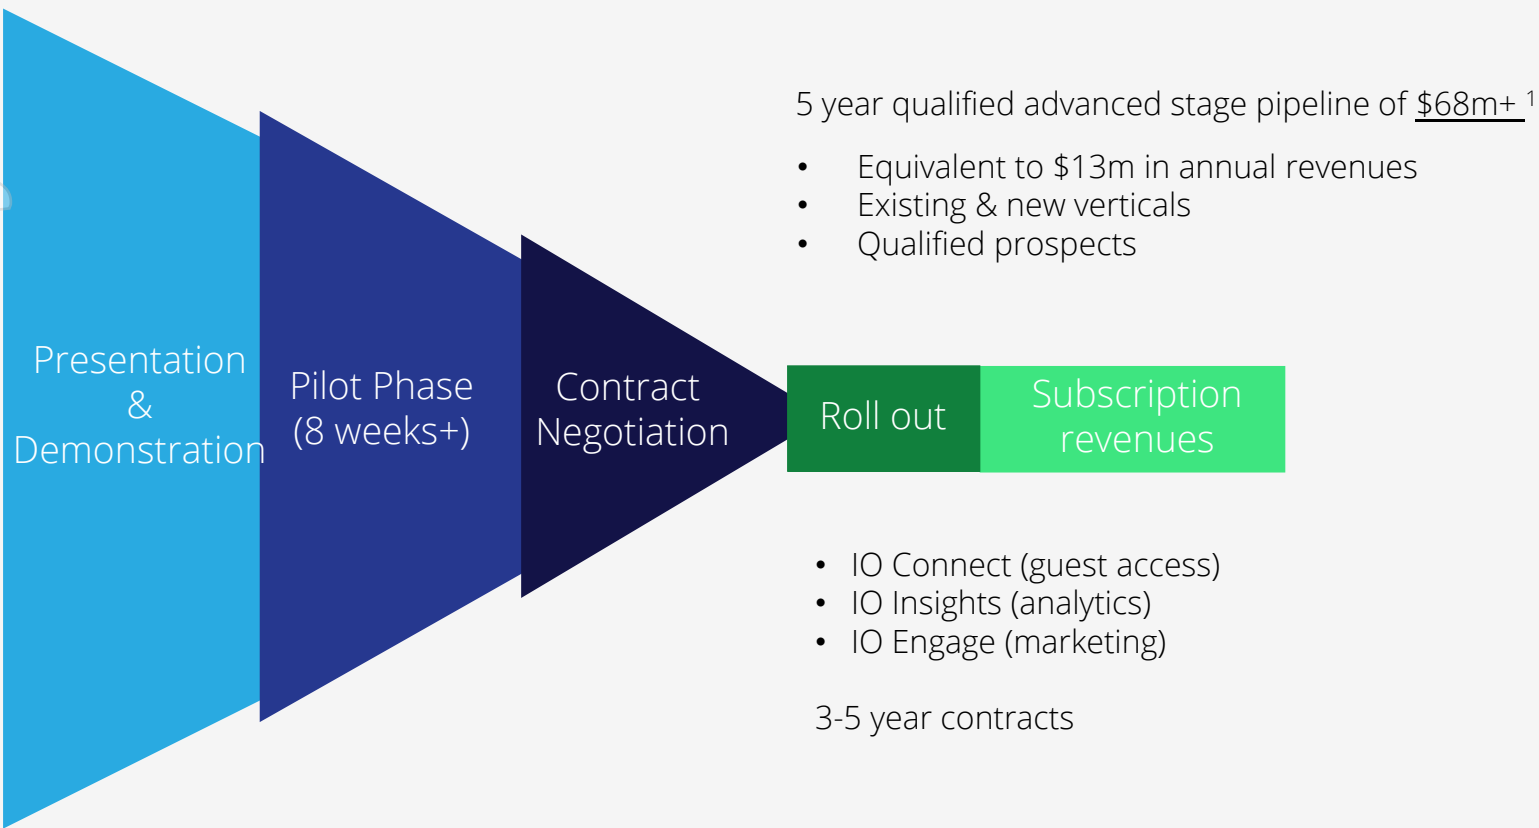 5 year qualified advanced stage pipeline of $68m+ 1
• Equivalent to $13m in annual revenues
• Existing & new verticals
• Qualified prospects
Presentation
&
Demonstration
Pilot Phase
(8 weeks+)
Contract
Negotiation
Roll out
Subscription
revenues
• IO Connect (guest access)
• IO Insights (analytics)
• IO Engage (marketing)
3-5 year contracts